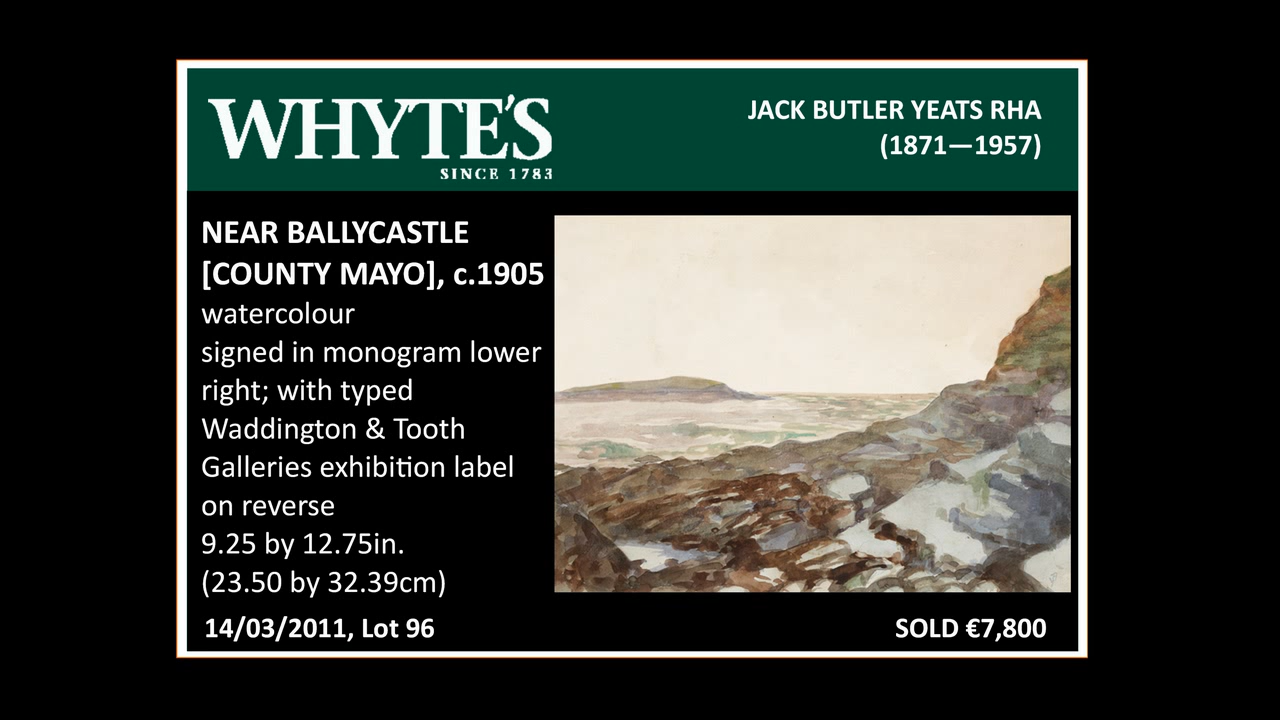 WHYTE'S
SINCE 1783
JACK BUTLER YEATS RHA
(1871—1957)
NEAR BALLYCASTLE
[COUNTY MAYO], c.1905
watercolour
signed in monogram lower
right; with typed
Waddington & Tooth
Galleries exhibition label
on reverse
9.25 by 12.75in.
(23.50 by 32.39cm)
14/03/2011, Lot 96
SOLD €7,800